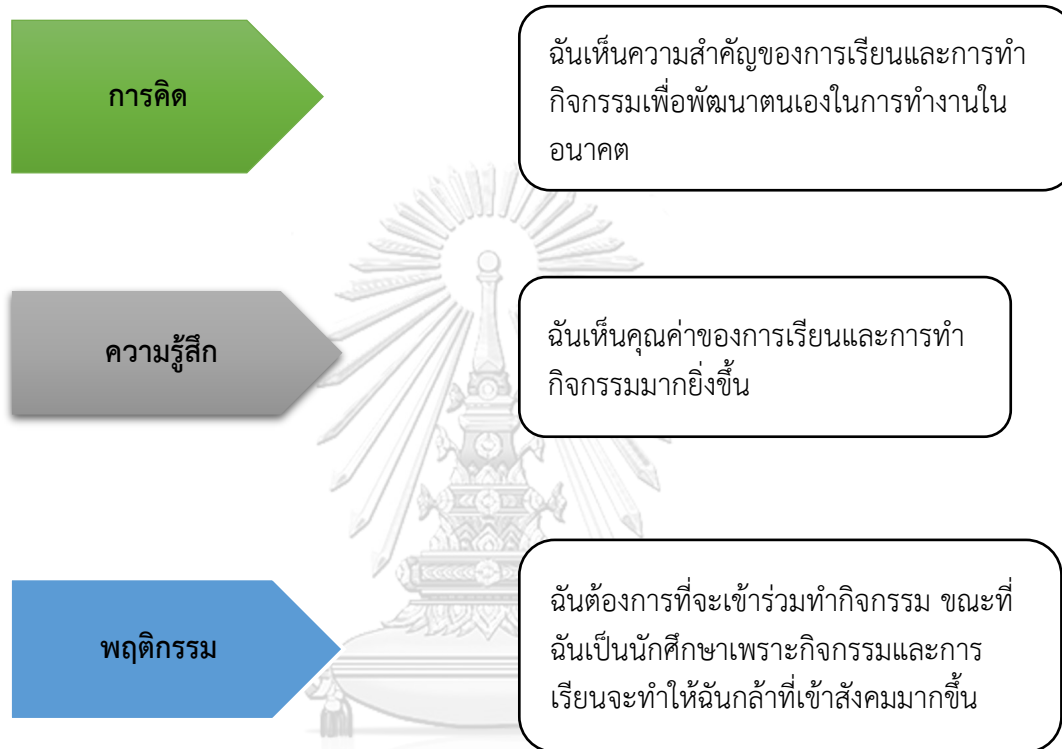 การคิด
ฉันเห็นความสำคัญของการเรียนและการทำ
กิจกรรมเพื่อพัฒนาตนเองในการทำงานใน
อนาคต
ความรู้สึก
ฉันเห็นคุณค่าของการเรียนและการทำ
กิจกรรมมากยิ่งขึ้น
พฤติกรรม
ฉันต้องการที่จะเข้าร่วมทำกิจกรรม ขณะที่
ฉันเป็นนักศึกษาเพราะกิจกรรมและการ
เรียนจะทำให้ฉันกล้าที่เข้าสังคมมากขึ้น